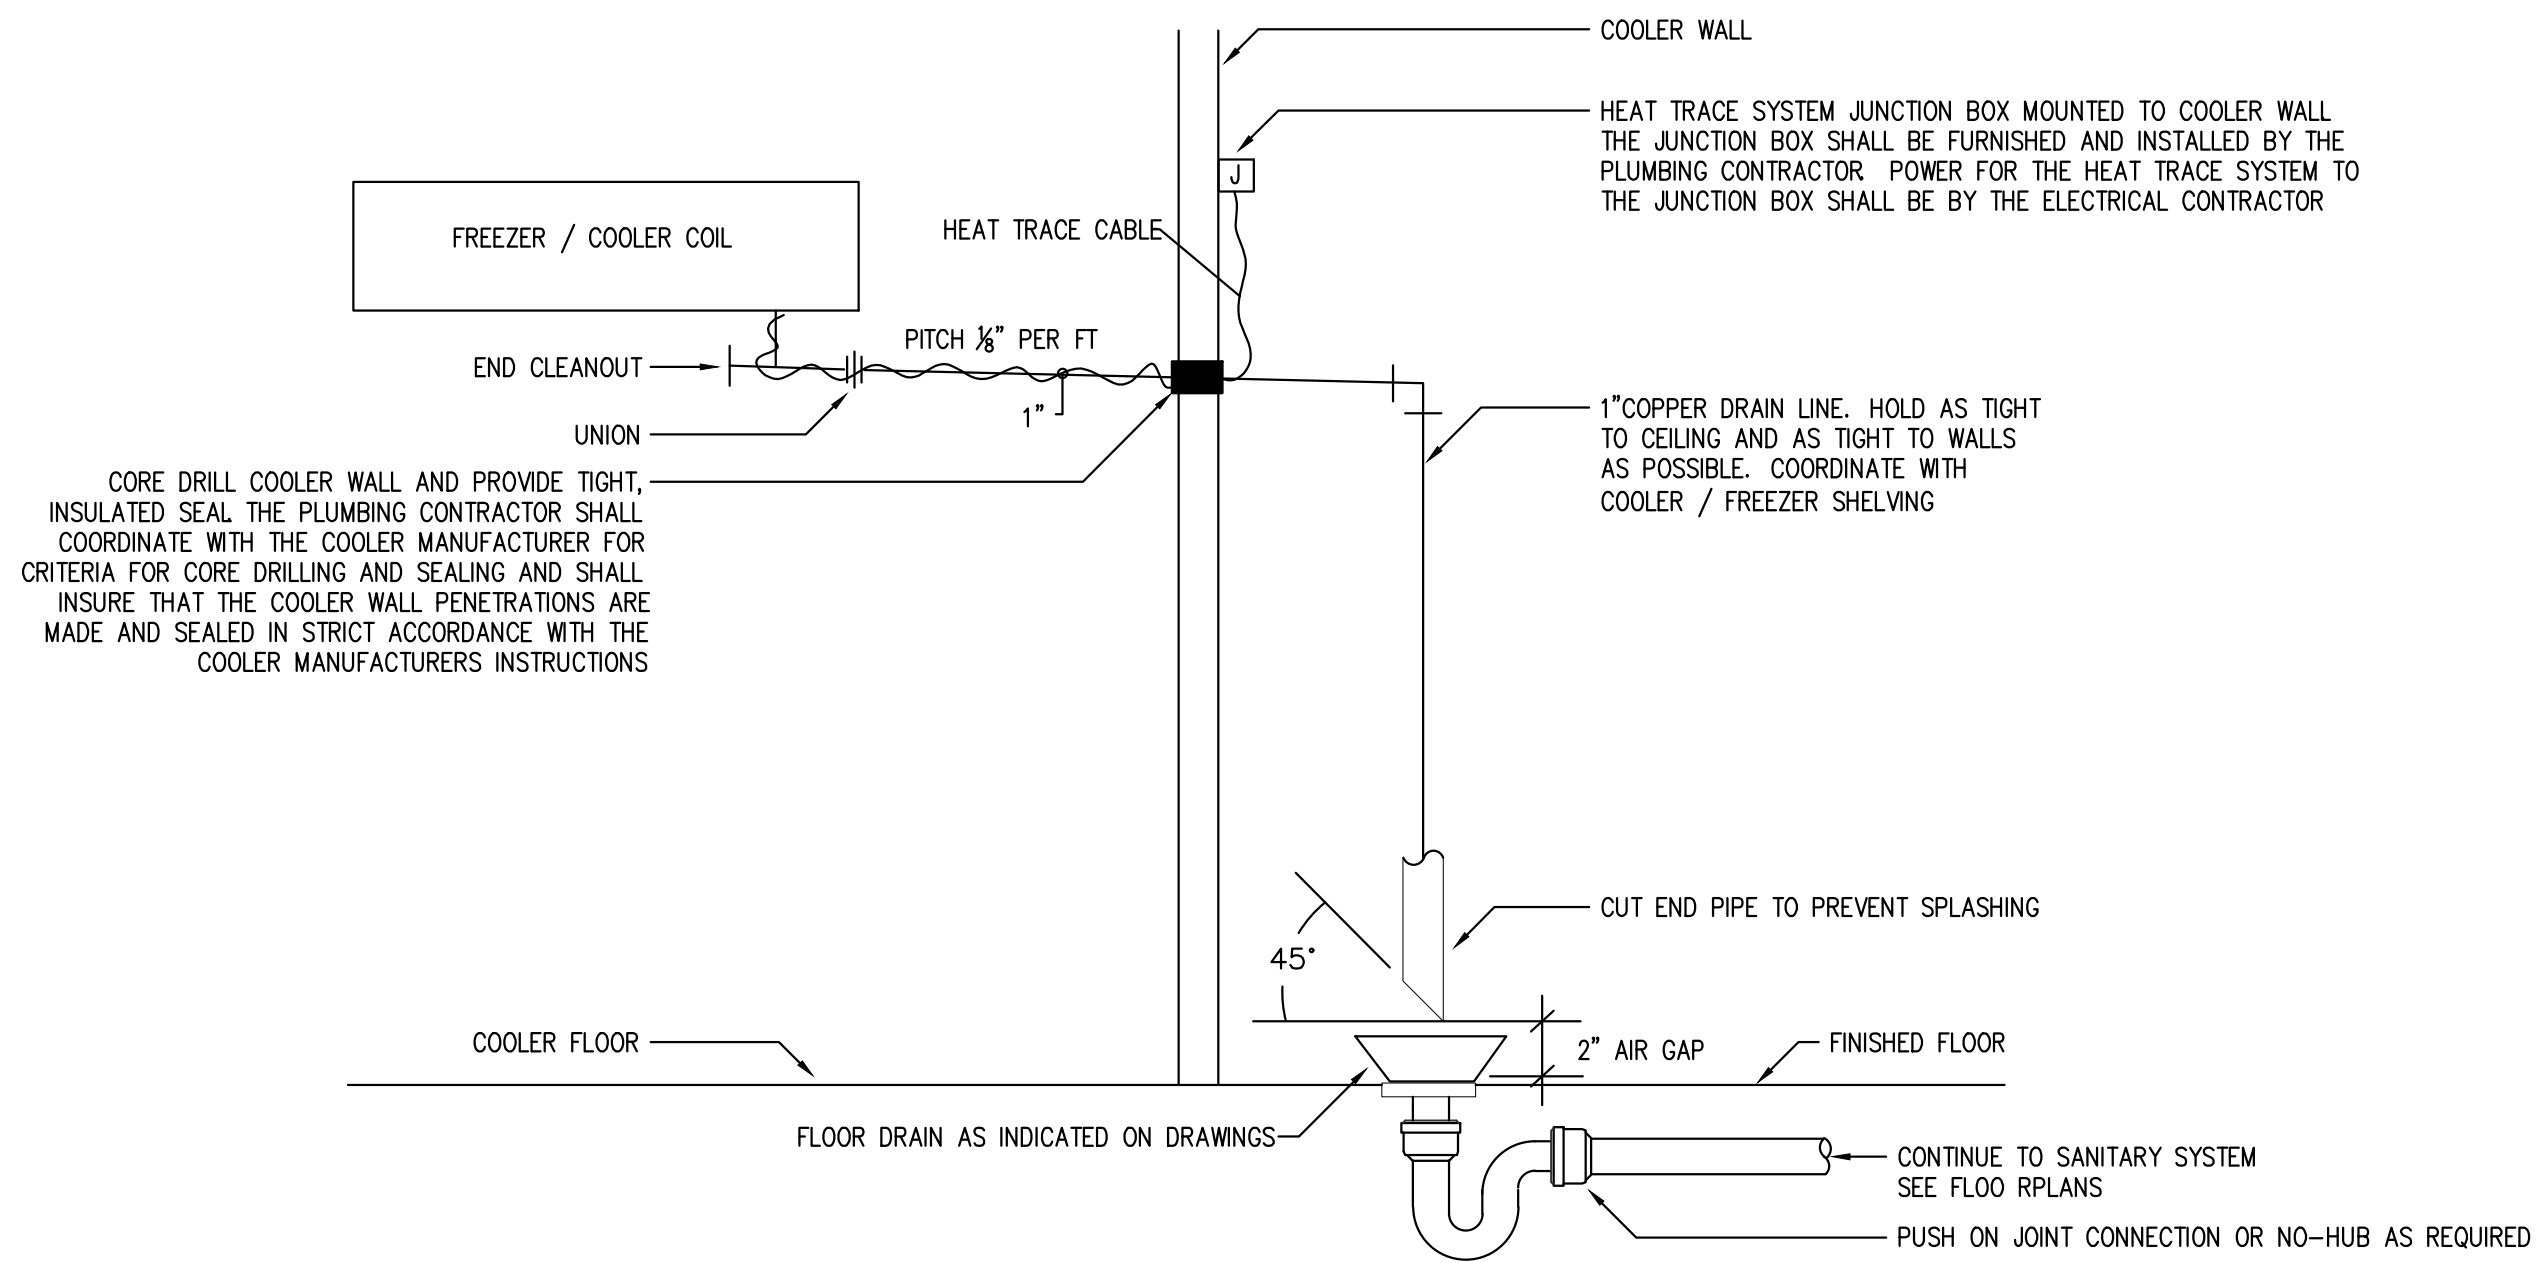 COOLER WALL
HEAT TRACE SYSTEM JUNCTION BOX MOUNTED TO COOLER WALL
THE JUNCTION BOX SHALL BE FURNISHED AND INSTALLED BY THE
PLUMBING CONTRACTOR. POWER FOR THE HEAT TRACE SYSTEM TO
THE JUNCTION BOX SHALL BE BY THE ELECTRICAL CONTRACTOR
J
HEAT TRACE CABLE
FREEZER / COOLER COIL
PITCH ⅛" PER FT
END CLEANOUT
1"
UNION
1"COPPER DRAIN LINE. HOLD AS TIGHT
TO CEILING AND AS TIGHT TO WALLS
AS POSSIBLE. COORDINATE WITH
COOLER / FREEZER SHELVING
CORE DRILL COOLER WALL AND PROVIDE TIGHT,
INSULATED SEAL. THE PLUMBING CONTRACTOR SHALL
COORDINATE WITH THE COOLER MANUFACTURER FOR
CRITERIA FOR CORE DRILLING AND SEALING AND SHALL
INSURE THAT THE COOLER WALL PENETRATIONS ARE
MADE AND SEALED IN STRICT ACCORDANCE WITH THE
COOLER MANUFACTURERS INSTRUCTIONS
CUT END PIPE TO PREVENT SPLASHING
45°
COOLER FLOOR
2" AIR GAP
FINISHED FLOOR
FLOOR DRAIN AS INDICATED ON DRAWINGS
CONTINUE TO SANITARY SYSTEM
SEE FLOO RPLANS
PUSH ON JOINT CONNECTION OR NO-HUB AS REQUIRED